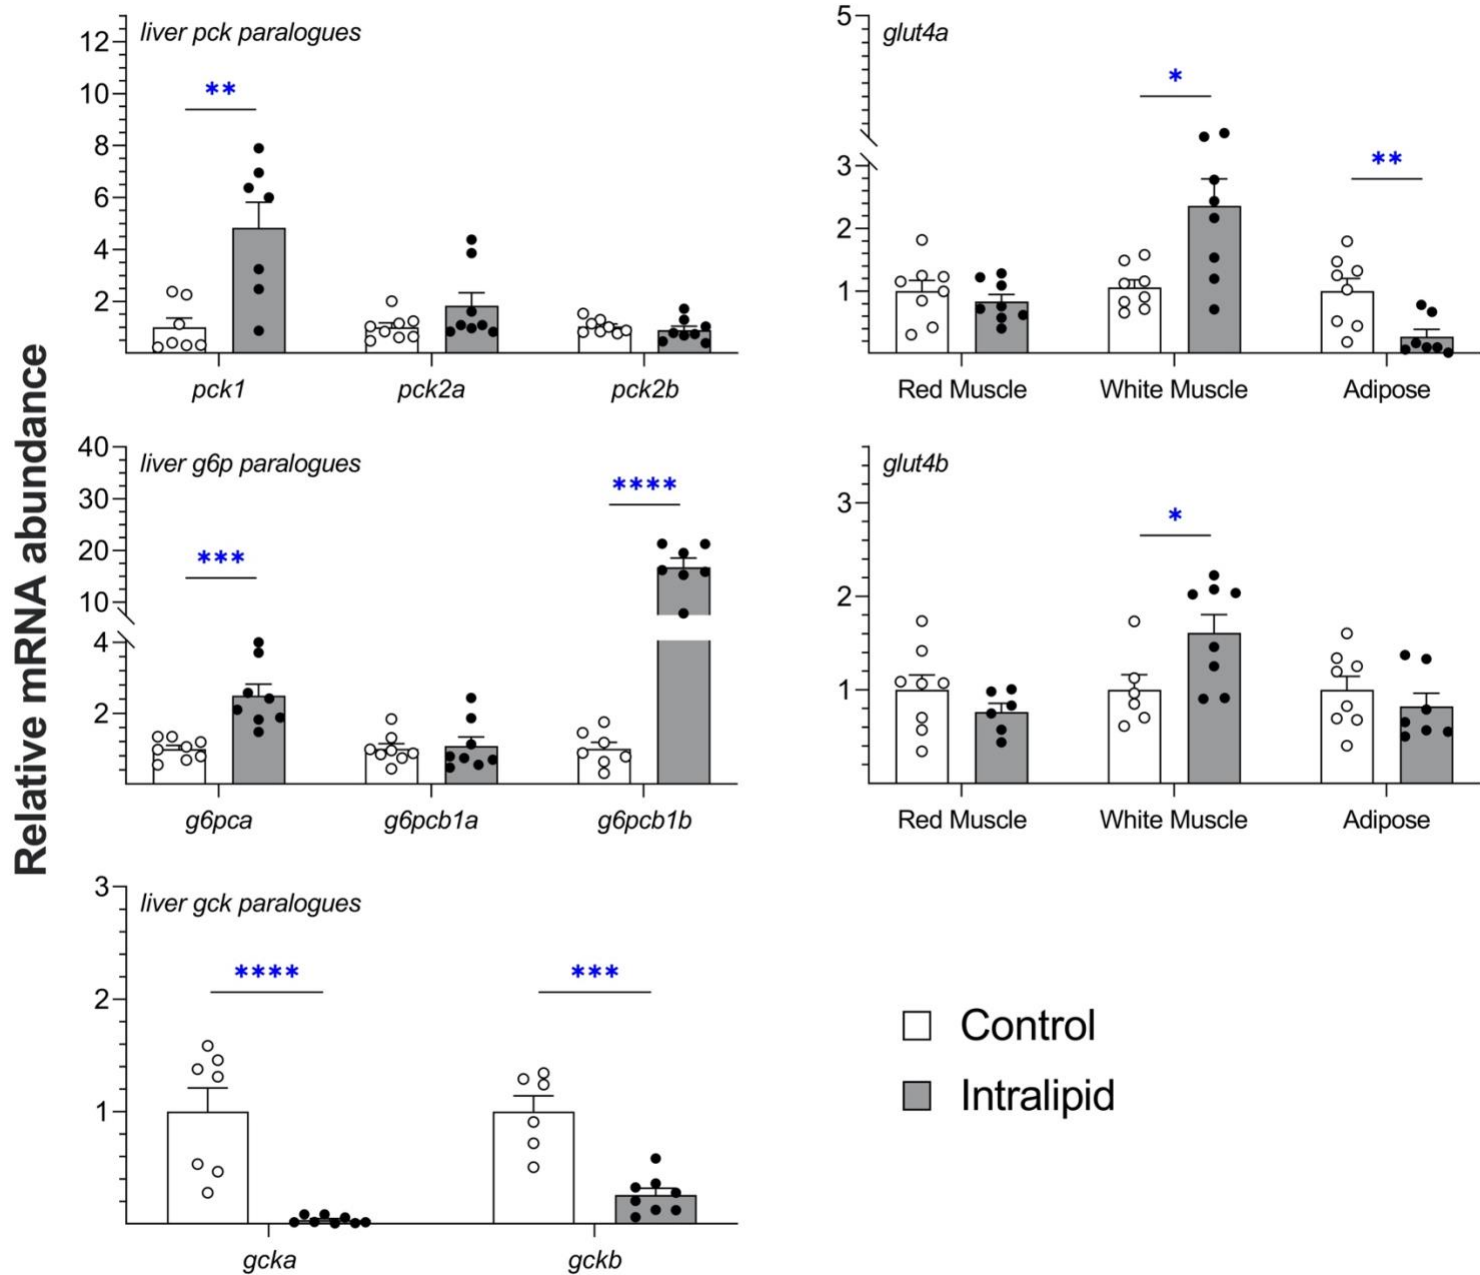 Relative mRNA abundance
liver pck paralogues
12
10
8
6
4
2
**
pck1
pck2a
pck2b
glut4a
5
3
2
1
*
**
Red Muscle
White Muscle
Adipose
liver g6p paralogues
40
30
20
10
4
2
***
****
g6pca
g6pcb1a
g6pcb1b
glut4b
3
2
1
*
Red Muscle
White Muscle
Adipose
liver gck paralogues
3
2
1
****
***
gcka
gckb
Control
Intralipid